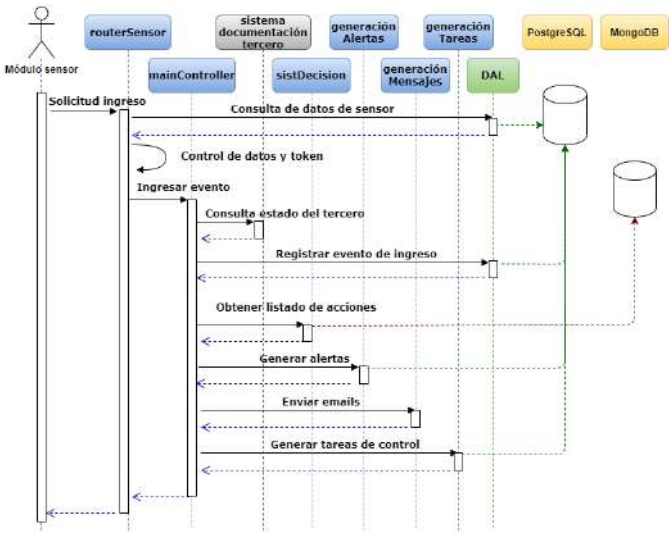 sistema
documentación
tercero
generación
Alertas
generación
Tareas
routerSensor
PostgreSQL
MongoDB
Módulo sensor
mainController
sistDecision
generación
Mensajes
DAL
Solicitud ingreso
Consulta de datos de sensor
Control de datos y token
Ingresar evento
Consulta estado del tercero
Registrar evento de ingreso
Obtener listado de acciones
Generar alertas
Enviar emails
Generar tareas de control